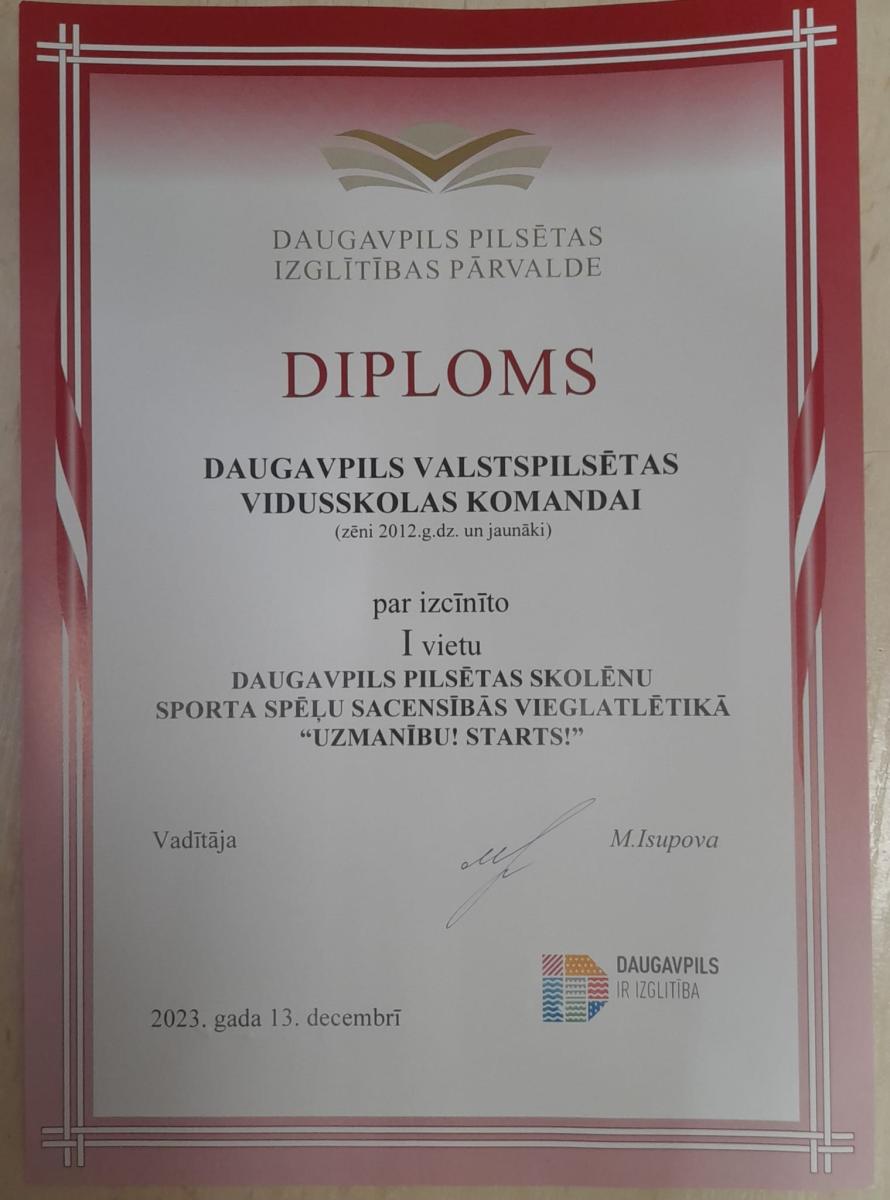 DAUGAVPILS PILSĒTAS
IZGLĪTĪBAS PĀRVALDE
DIPLOMS
DAUGAVPILS VALSTSPILSĒTAS
VIDUSSKOLAS KOMANDAI
(zēni 2012.g.dz. un jaunāki)
par izcīnīto
I vietu
DAUGAVPILS PILSĒTAS SKOLĒNU
SPORTA SPĒĻU SACENSĪBĀS VIEGLATLĒTIKĀ
“UZMANĪBU! STARTS!”
Vadītāja M.Isupova
DAUGAVPILS
IR IZGLITĪBA
2023. gada 13. decembrī